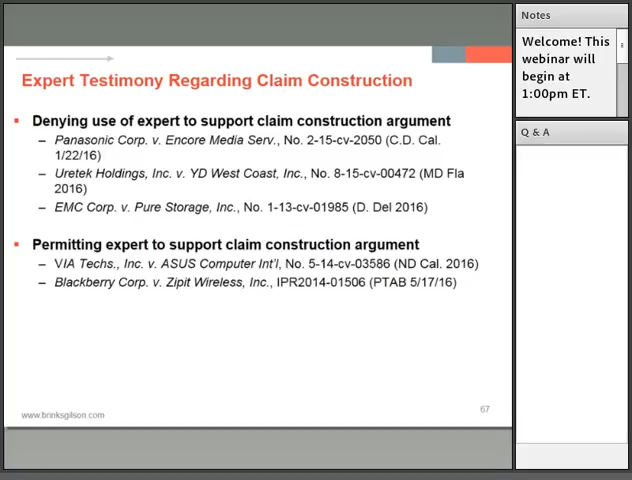 Expert Testimony Regarding Claim Construction
▪ Denying use of expert to support claim construction argument
– Panasonic Corp. v. Encore Media Serv., No. 2-15-cv-2050 (C.D. Cal.
1/22/16)
– Uretek Holdings, Inc. v. YD West Coast, Inc., No. 8-15-cv-00472 (MD Fla
2016)
– EMC Corp. v. Pure Storage, Inc., No. 1-13-cv-01985 (D. Del 2016)
▪ Permitting expert to support claim construction argument
– VIA Techs., Inc. v. ASUS Computer Int'l, No. 5-14-cv-03586 (ND Cal. 2016)
– Blackberry Corp. v. Zipit Wireless, Inc., IPR2014-01506 (PTAB 5/17/16)
www.brinksgilson.com
67
Notes
Welcome! This
webinar will
begin at
1:00pm ET.
Q & A